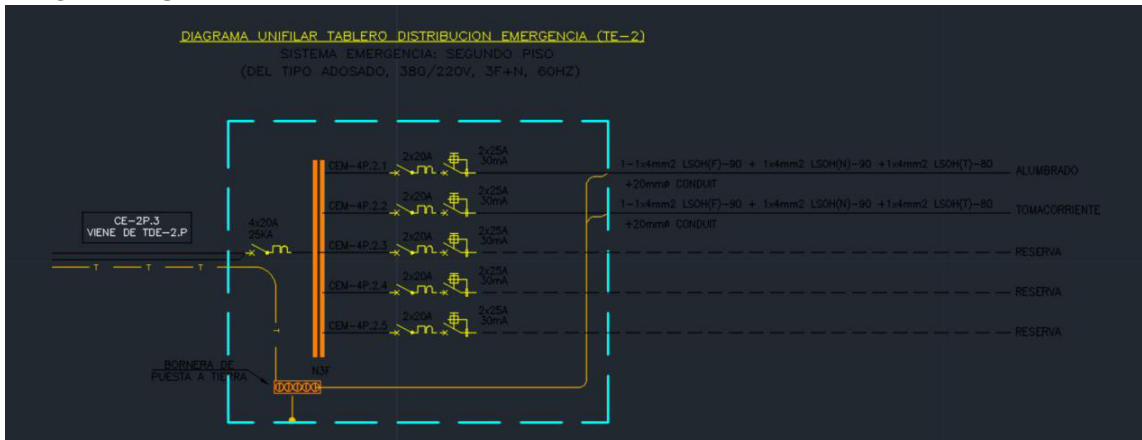 DIAGRAMA UNIFILAR TABLERO DISTRIBUCION EMERGENCIA (TE-2)
SISTEMA EMERGENCIA: SEGUNDO PISO
(DEL TIPO ADOSADO, 380/220V, 3F+N, 60HZ)
CE-2P.3
VIENE DE TDE-2.P
T T T
4x20A
25KA
CEM-4P.2.1
2x20A
2x25A
30mA
1-1x4mm2 LSOH(F)-90 + 1x4mm2 LSOH(N)-90 +1x4mm2 LSOH(T)-80
+20mmø CONDUIT
ALUMBRADO
CEM-4P.2.2
2x20A
2x25A
30mA
1-1x4mm2 LSOH(F)-90 + 1x4mm2 LSOH(N)-90 +1x4mm2 LSOH(T)-80
+20mmø CONDUIT
TOMACORRIENTE
CEM-4P.2.3
2x20A
2x25A
30mA
RESERVA
CEM-4P.2.4
2x20A
2x25A
30mA
RESERVA
CEM-4P.2.5
2x20A
2x25A
30mA
RESERVA
T
N3F
BORNERA DE
PUESTA A TIERRA